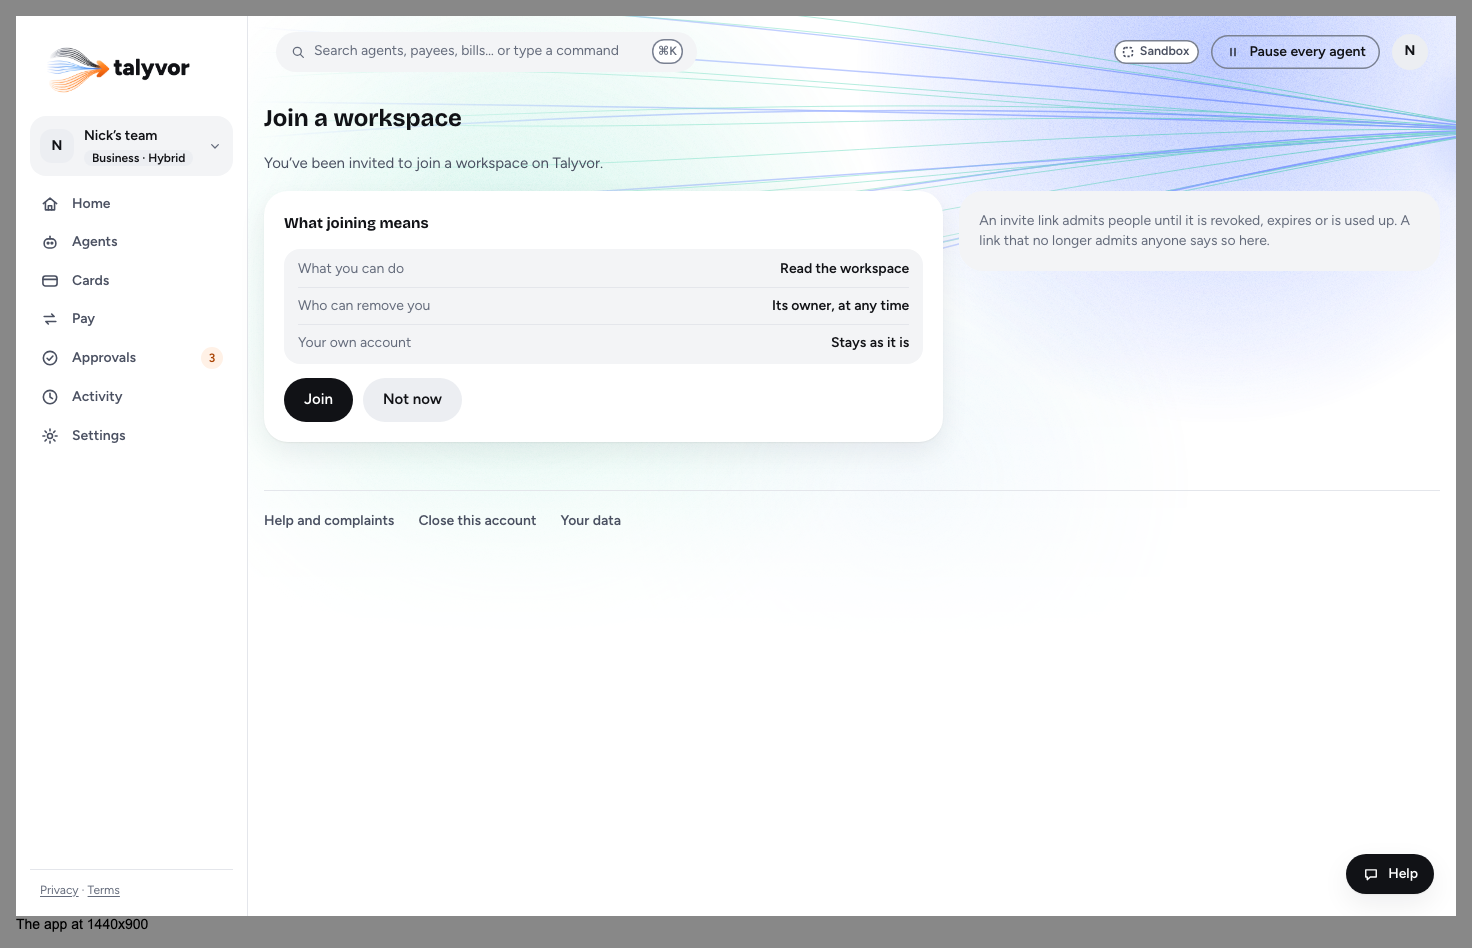 talyvor
N
Nick's team
Business · Hybrid
Home
Agents
Cards
Pay
Approvals
3
Activity
Settings
Privacy · Terms
Search agents, payees, bills... or type a command
⌘K
Sandbox
Pause every agent
N
Join a workspace
You've been invited to join a workspace on Talyvor.
What joining means
What you can do
Read the workspace
Who can remove you
Its owner, at any time
Your own account
Stays as it is
Join
Not now
An invite link admits people until it is revoked, expires or is used up. A
link that no longer admits anyone says so here.
Help and complaints
Close this account
Your data
Help
The app at 1440x900